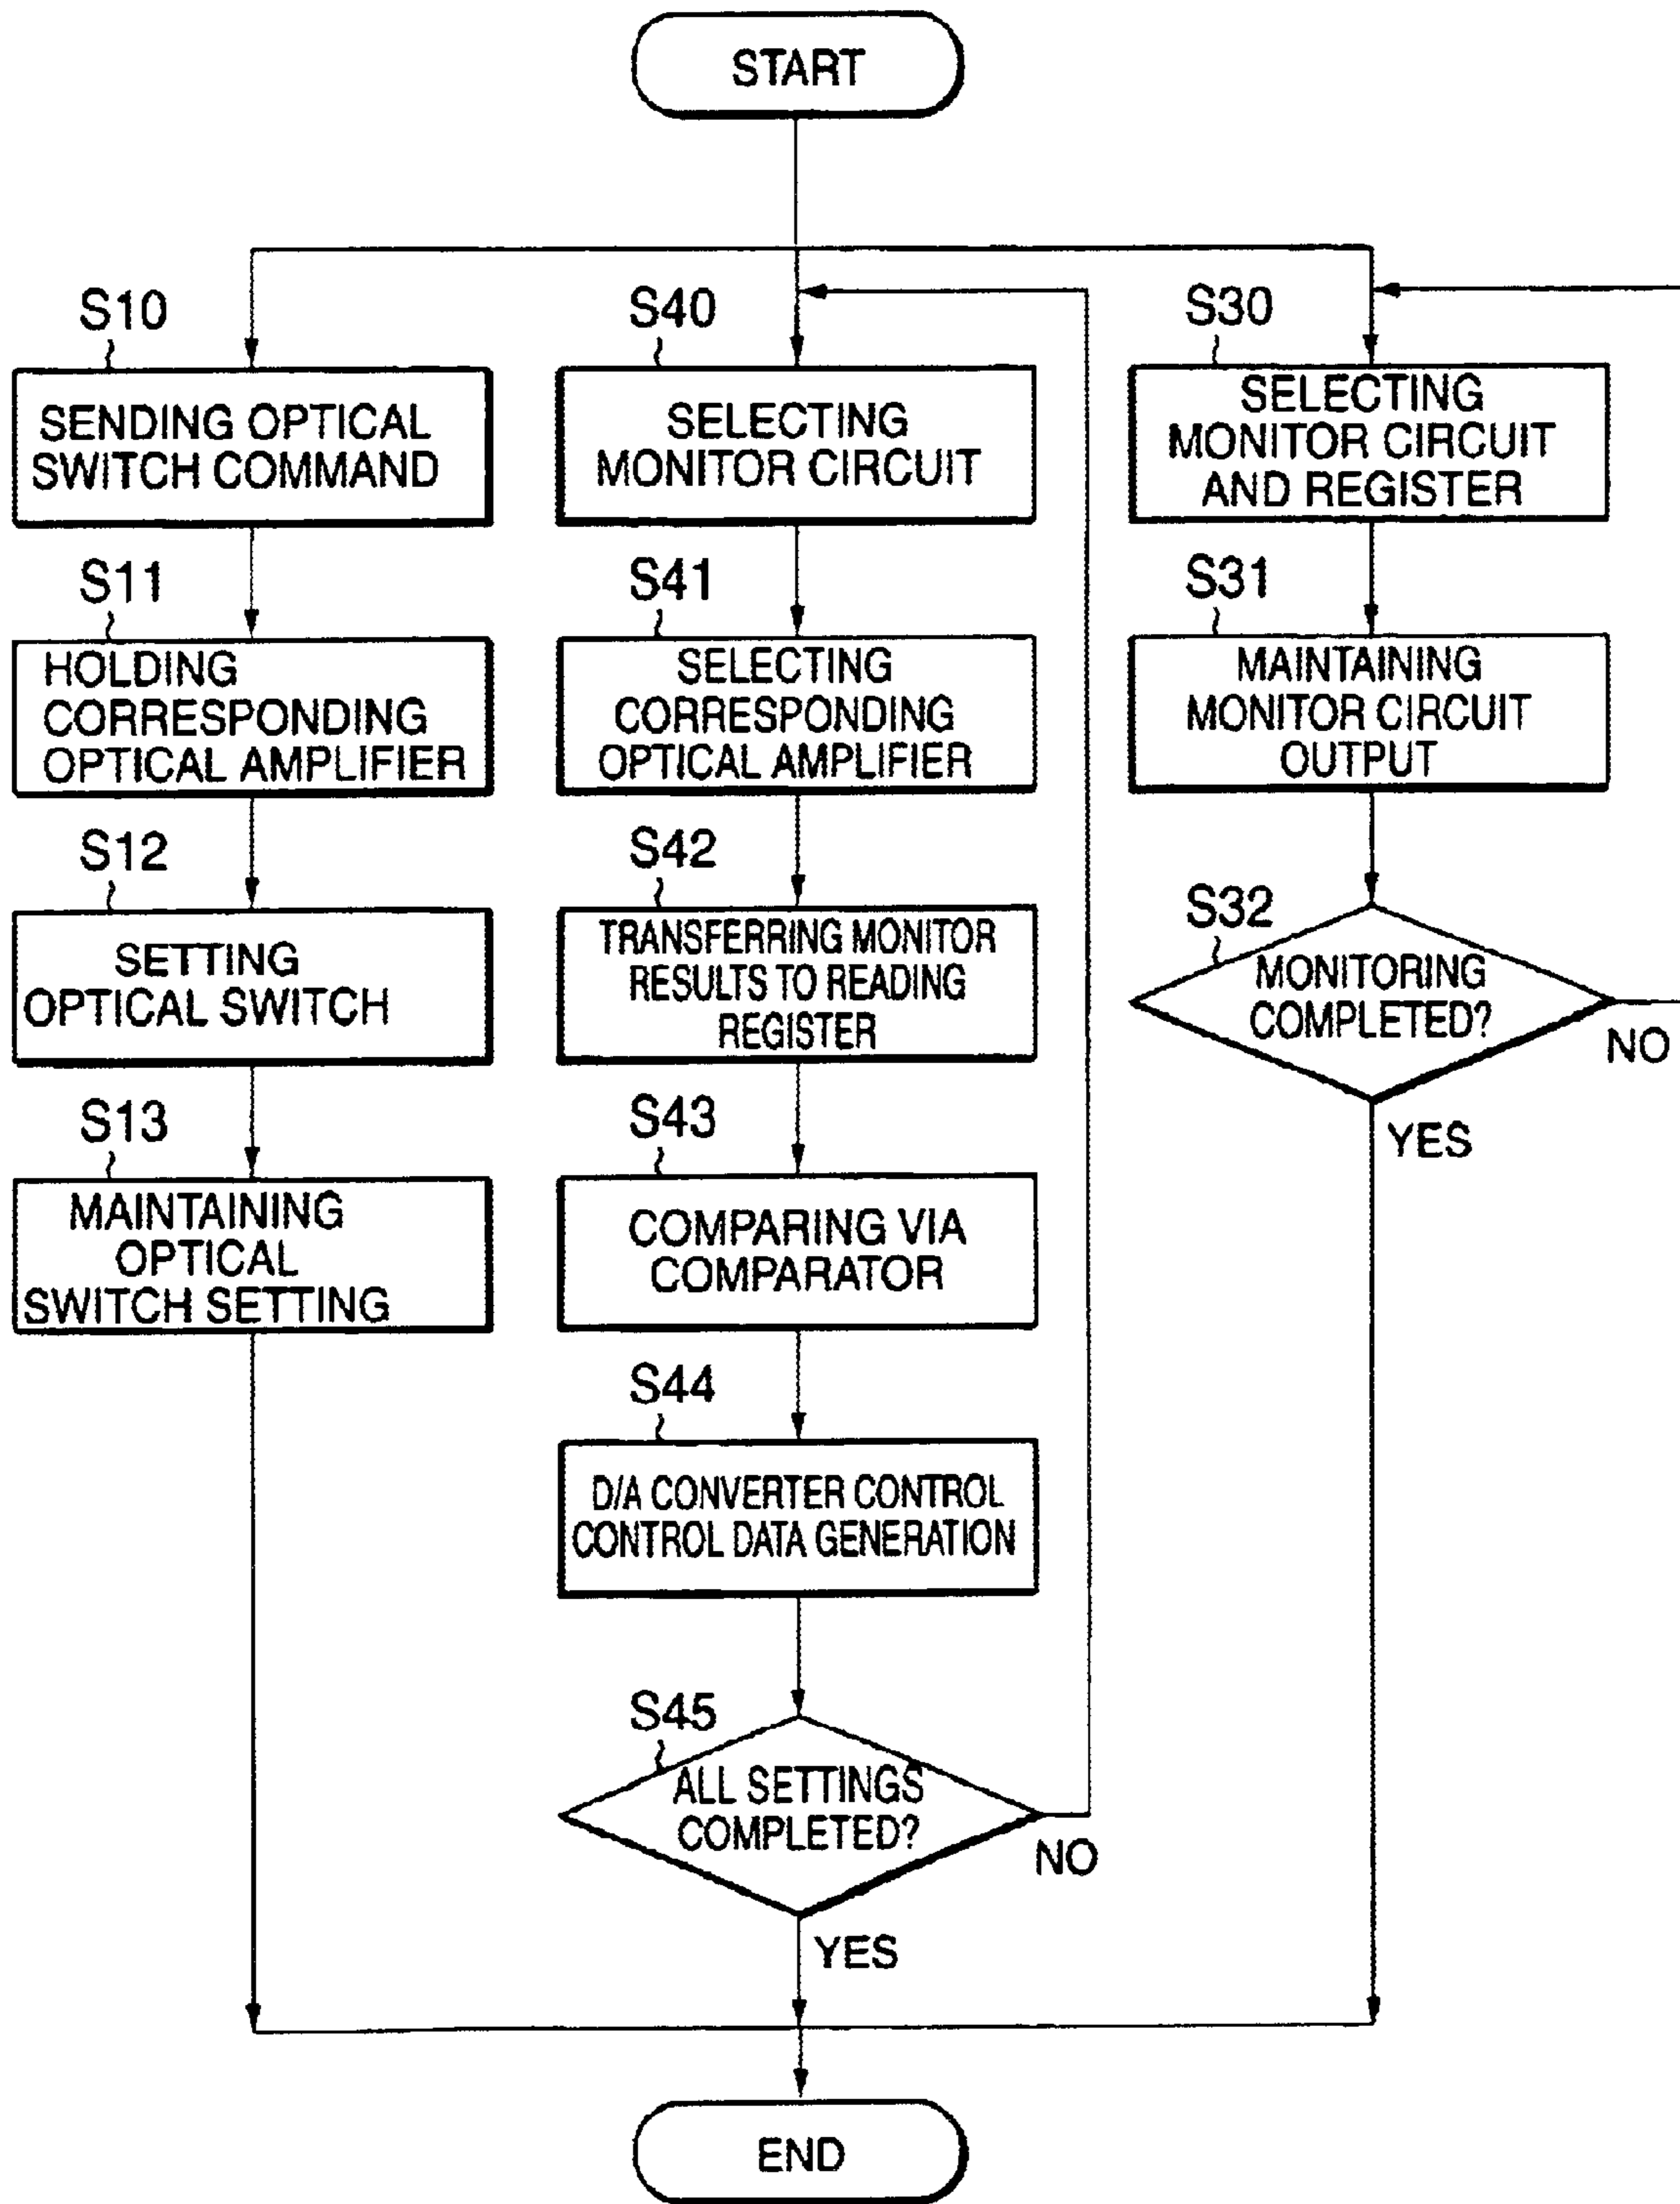 START
S10
SENDING OPTICAL
SWITCH COMMAND
S11
HOLDING
CORRESPONDING
OPTICAL AMPLIFIER
S12
SETTING
OPTICAL SWITCH
S13
MAINTAINING
OPTICAL
SWITCH SETTING
S40
SELECTING
MONITOR CIRCUIT
S41
SELECTING
CORRESPONDING
OPTICAL AMPLIFIER
S42
TRANSFERRING MONITOR
RESULTS TO READING
REGISTER
S43
COMPARING VIA
COMPARATOR
S44
D/A CONVERTER CONTROL
CONTROL DATA GENERATION
S45
ALL SETTINGS
COMPLETED?
NO
YES
S30
SELECTING
MONITOR CIRCUIT
AND REGISTER
S31
MAINTAINING
MONITOR CIRCUIT
OUTPUT
S32
MONITORING
COMPLETED?
NO
YES
END